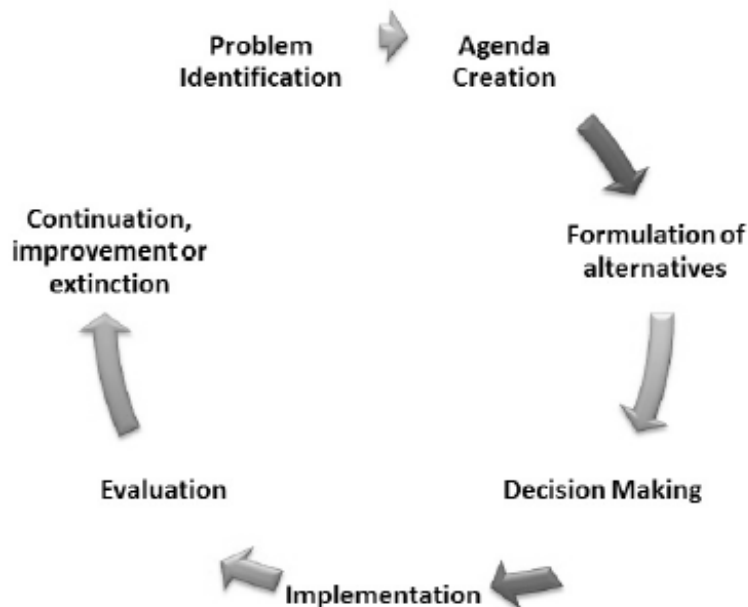 Problem
Identification
Agenda
Creation
Formulation of
alternatives
Decision Making
Implementation
Evaluation
Continuation,
improvement or
extinction